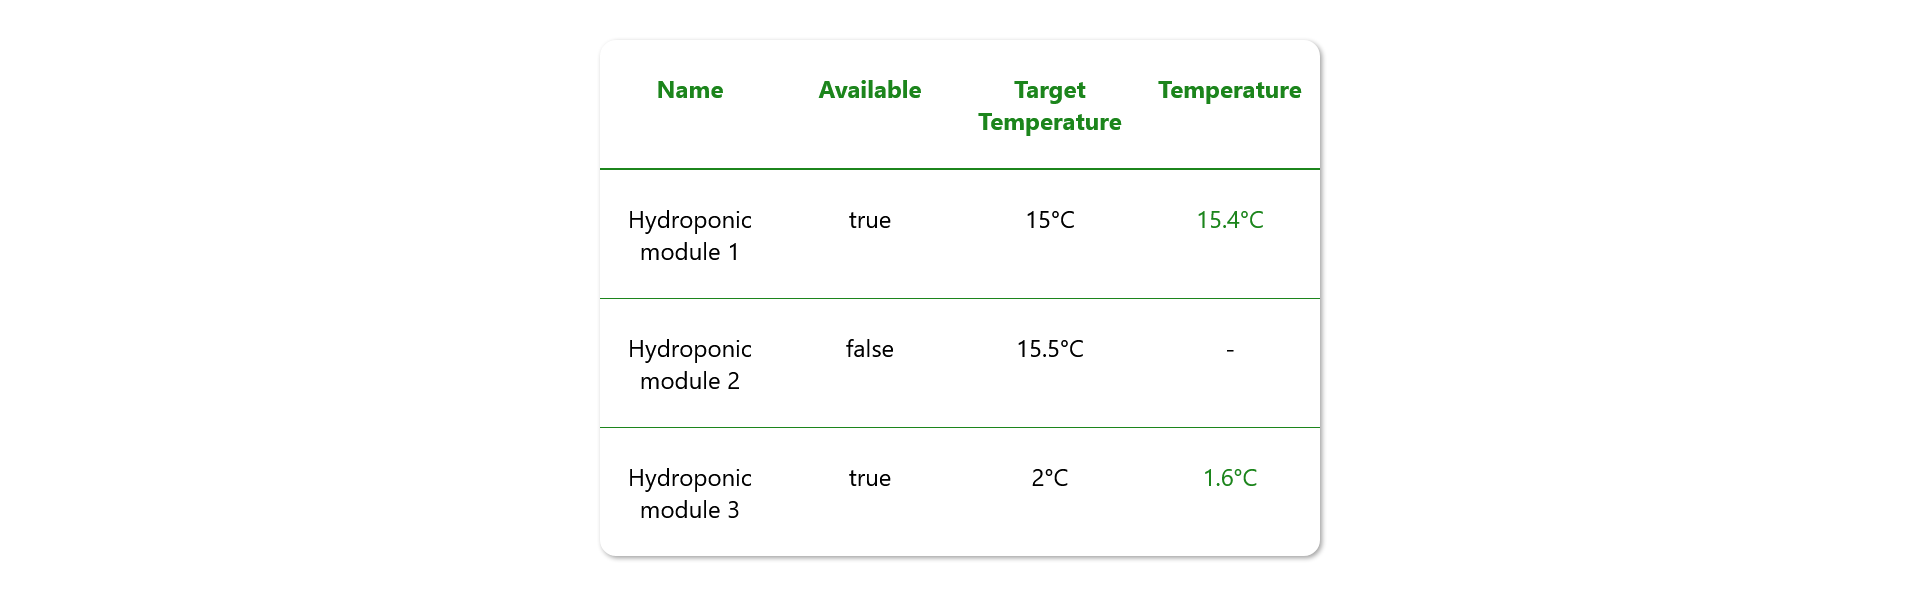 Name Available Target Temperature
Temperature
Hydroponic true 15°C 15.4°C
module 1
Hydroponic false 15.5°C -
module 2
Hydroponic true 2°C 1.6°C
module 3